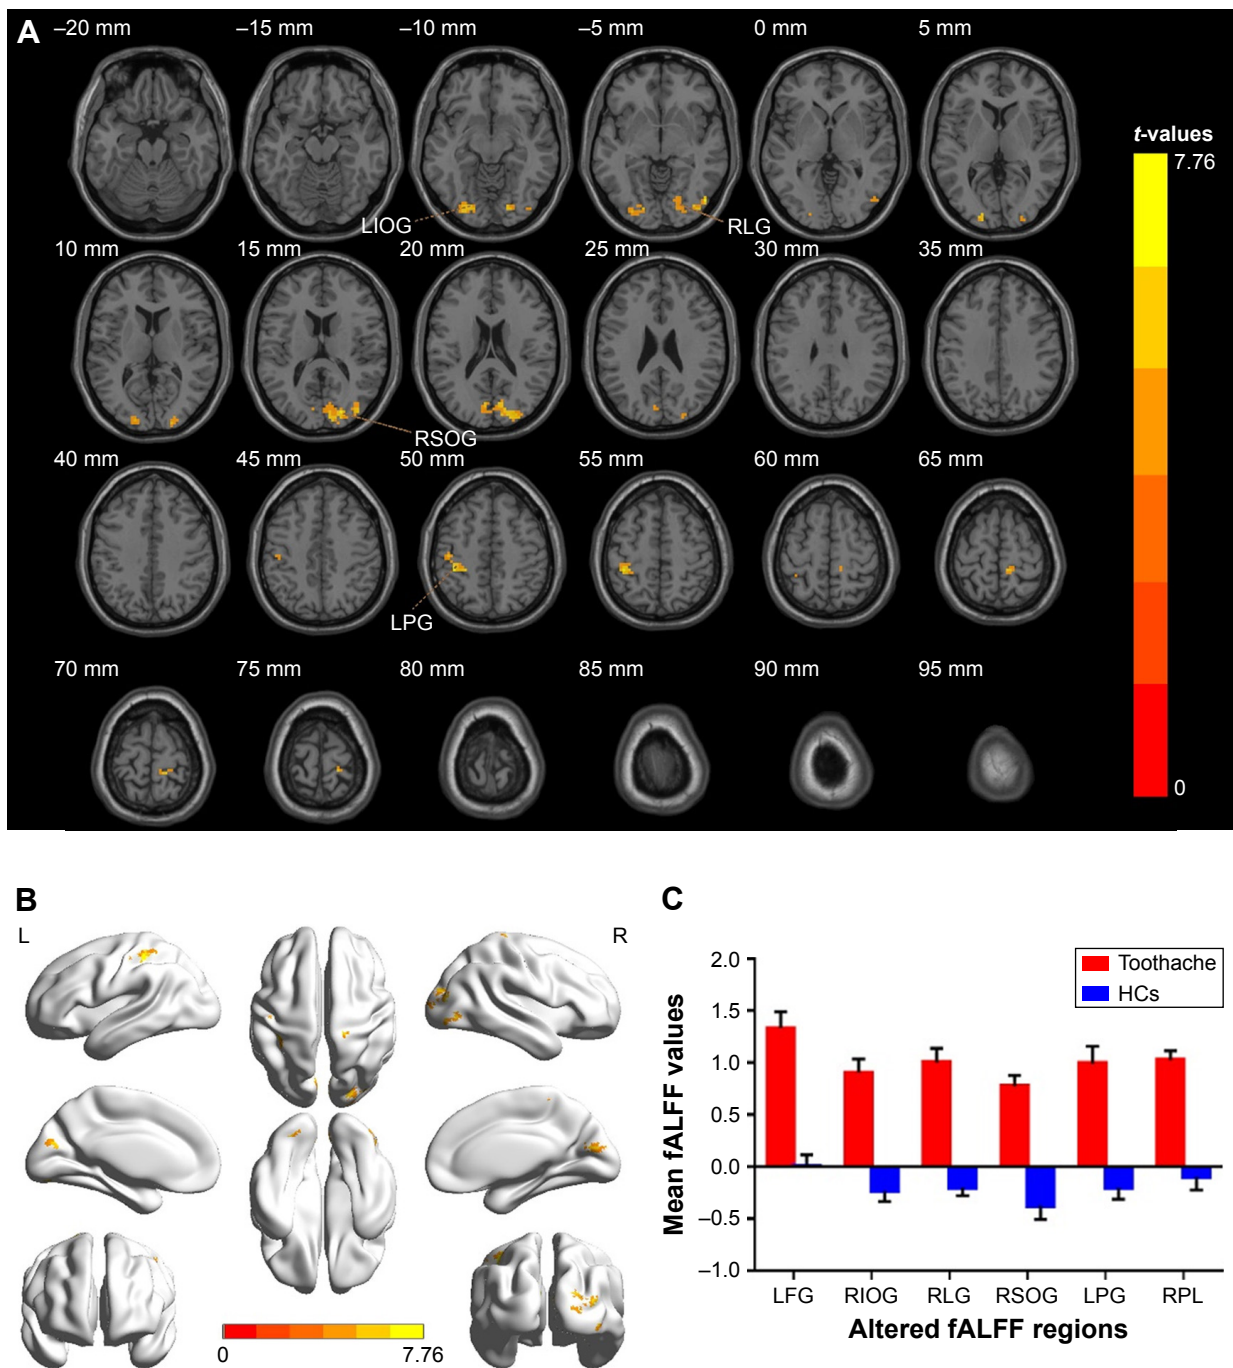 A
–20 mm –15 mm –10 mm –5 mm 0 mm 5 mm
t-values
7.76
LIOG RLG
10 mm 15 mm 20 mm 25 mm 30 mm 35 mm
RSOG
40 mm 45 mm 50 mm 55 mm 60 mm 65 mm
LPG
70 mm 75 mm 80 mm 85 mm 90 mm 95 mm
0
B
L R
0 7.76
C
Toothache
HCs
Mean fALFF values
2.0
1.5
1.0
0.5
0.0
–0.5
–1.0
LFG RIOG RLG RSOG LPG RPL
Altered fALFF regions